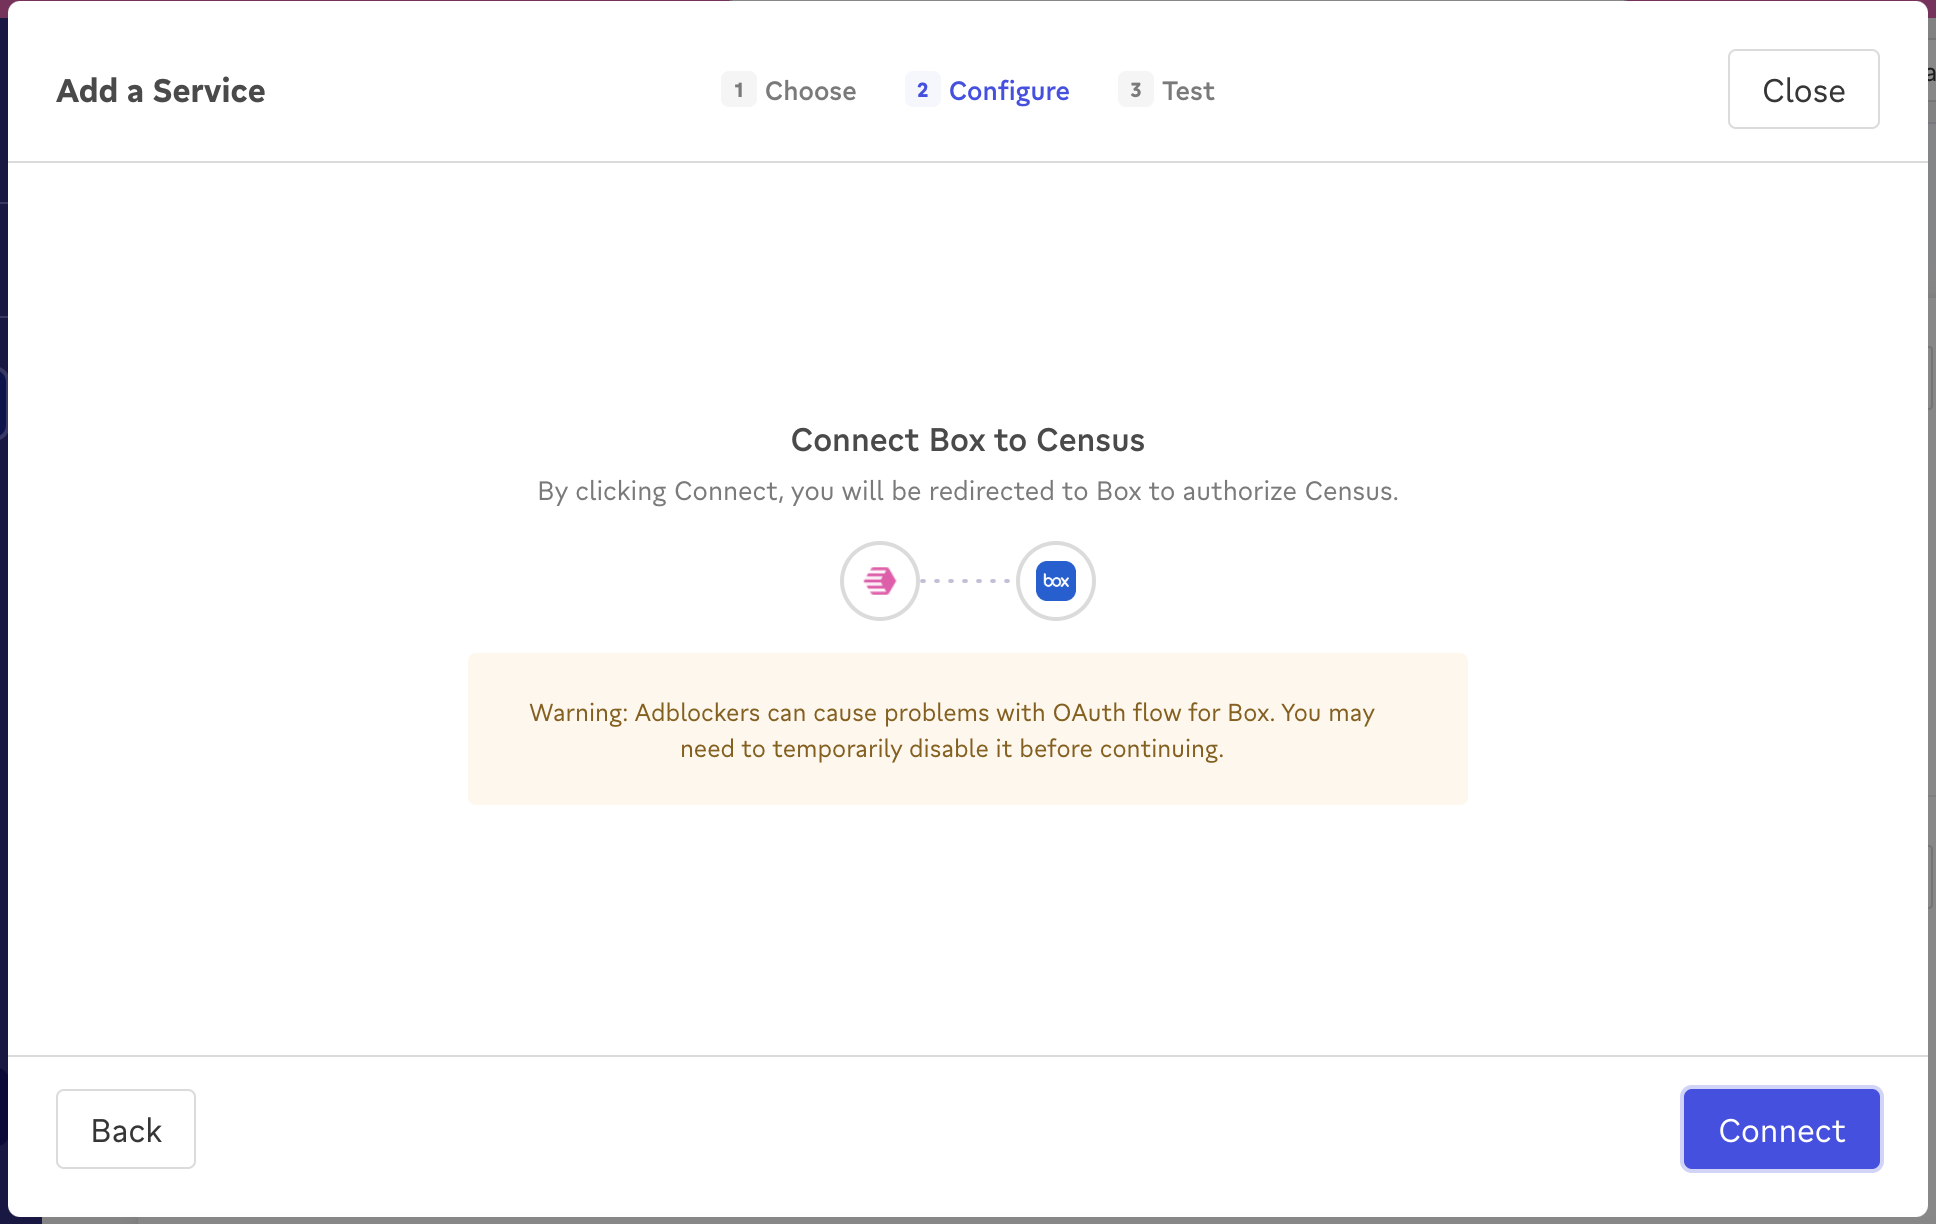 Add a Service
1 Choose
2 Configure
3 Test
Close
Connect Box to Census
By clicking Connect, you will be redirected to Box to authorize Census.
box
Warning: Adblockers can cause problems with OAuth flow for Box. You may
need to temporarily disable it before continuing.
Back
Connect